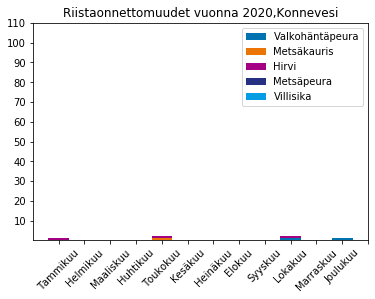 Riistaonnettomuudet vuonna 2020,Konnevesi
110
100
90
80
70
60
50
40
30
20
10
Valkohäntäpeura
Metsäkauris
Hirvi
Metsäpeura
Villisika
Tammikuu
Helmikuu
Maaliskuu
Huhtikuu
Toukokuu
Kesäkuu
Heinäkuu
Elokuu
Syyskuu
Lokakuu
Marraskuu
Joulukuu